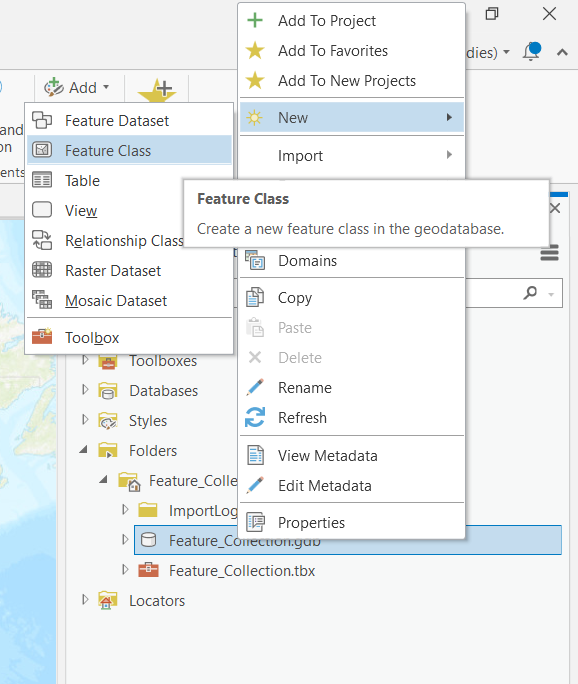 Add To Project
Add To Favorites
dies)
Add To New Projects
Add
New
and
Feature Dataset
Feature Class
Import
Table
Feature Class
Create a new feature class in the geodatabase.
View
Relationship Class
Domains
Raster Dataset
Mosaic Dataset
Copy
Paste
Toolbox
Delete
Toolboxes
Rename
Databases
Refresh
Styles
Folders
View Metadata
Feature_Colle
Edit Metadata
ImportLog
Properties
Feature_Collection.gdb
Feature_Collection.tbx
Locators